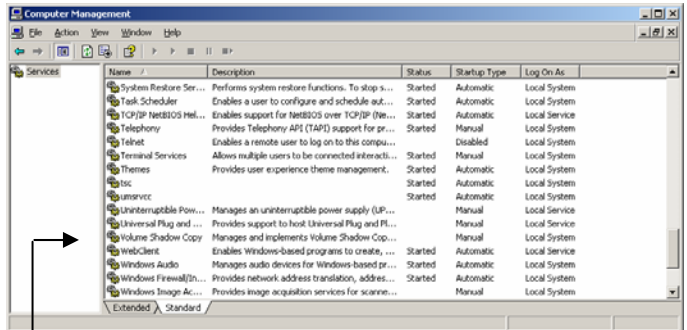 Computer Management
File Action View Window Help
Services
Name Description Status Startup Type Log On As
System Restore Ser... Performs system restore functions. To stop s... Started Automatic Local System
Task Scheduler Enables a user to configure and schedule aut... Started Automatic Local System
TCP/IP NetBIOS Hel... Enables support for NetBIOS over TCP/IP (Ne... Started Automatic Local Service
Telephony Provides Telephony API (TAPI) support for pr... Started Manual Local System
Telnet Enables a remote user to log on to this compu... Disabled Local System
Terminal Services Allows multiple users to be connected interacti... Started Manual Local System
Themes Provides user experience theme management. Started Automatic Local System
tsc Started Automatic Local System
umsrvcc Started Automatic Local System
Uninterruptible Pow... Manages an uninterruptible power supply (UP... Manual Local Service
Universal Plug and ... Provides support to host Universal Plug and Pl... Manual Local Service
Volume Shadow Copy Manages and implements Volume Shadow Cop... Manual Local System
WebClient Enables Windows-based programs to create, ... Started Automatic Local Service
Windows Audio Manages audio devices for Windows-based pr... Started Automatic Local System
Windows Firewall/In... Provides network address translation, addres... Started Automatic Local System
Windows Image Ac... Provides image acquisition services for scanne... Manual Local System
Extended Standard